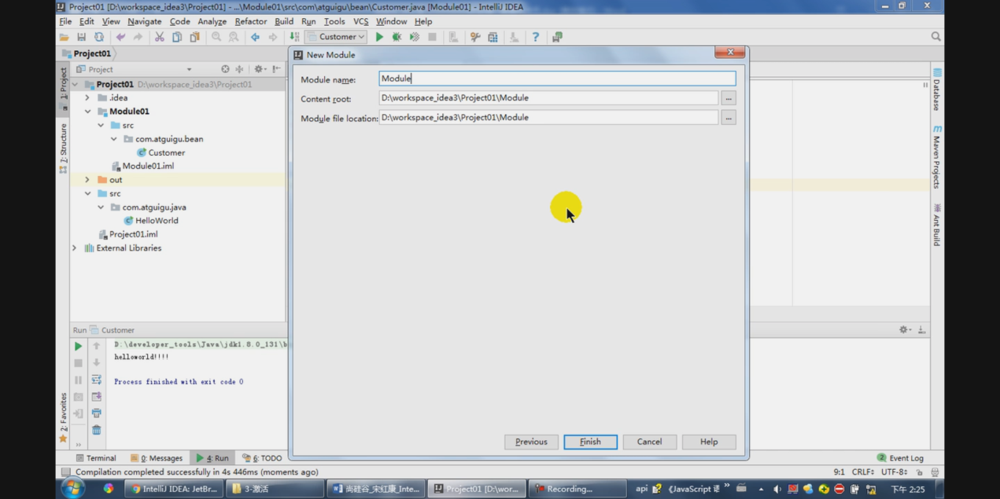 Project01 [D:\workspace_idea3\Project01] - ...\Module01\src\com\atguigu\bean\Customer.java [Module01] - IntelliJ IDEA
File Edit View Navigate Code Analyze Refactor Build Run Tools VCS Window Help
Customer
Project01
New Module
Project
Module name: Module
Content root: D:\workspace_idea3\Project01\Module ...
Module file location: D:\workspace_idea3\Project01\Module ...
Project01 D:\workspace_idea3\Project01
.idea
Module01
src
com.atguigu.bean
Customer
Module01.iml
out
src
com.atguigu.java
HelloWorld
Project01.iml
External Libraries
1: Project
7: Structure
2: Favorites
Database
Maven Projects
Ant Build
Run Customer
D:\developer_tools\Java\jdk1.8.0_131\b
helloworld!!!!
Process finished with exit code 0
Previous Finish Cancel Help
Terminal 0: Messages 4: Run 6: TODO Event Log
Compilation completed successfully in 4s 446ms (moments ago) 9:1 CRLF÷ UTF-8÷
IntelliJ IDEA: JetBr... 3-激活 尚硅谷_宋红康_Inte... Project01 [D:\wor... Recording... api 《JavaScript 下午 2:25